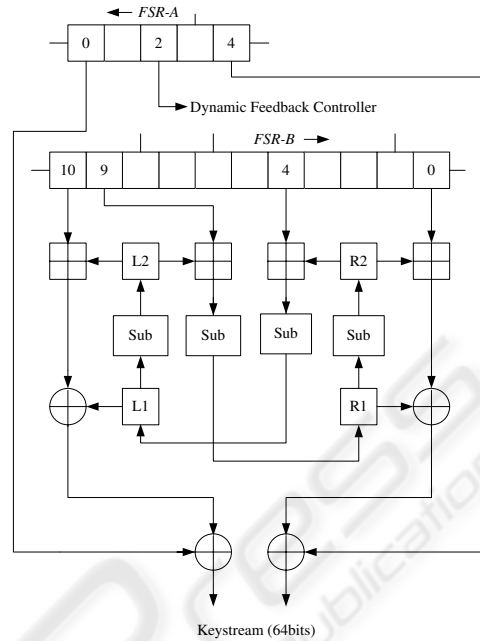 FSR-A
0 2 4
Dynamic Feedback Controller
FSR-B
10 9 4 0
L2 R2
Sub Sub Sub Sub
L1 R1
Keystream (64bits)